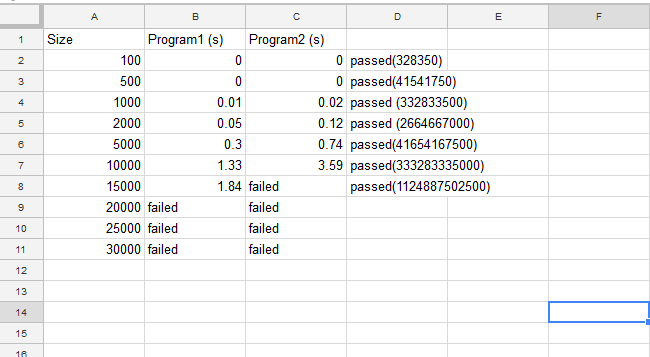 A B C D E F
1 Size Program1 (s) Program2 (s)
2 100 0 0 passed(328350)
3 500 0 0 passed(41541750)
4 1000 0.01 0.02 passed (332833500)
5 2000 0.05 0.12 passed (2664667000)
6 5000 0.3 0.74 passed(41654167500)
7 10000 1.33 3.59 passed(333283335000)
8 15000 1.84 failed passed(1124887502500)
9 20000 failed failed
10 25000 failed failed
11 30000 failed failed
12
13
14
15
16